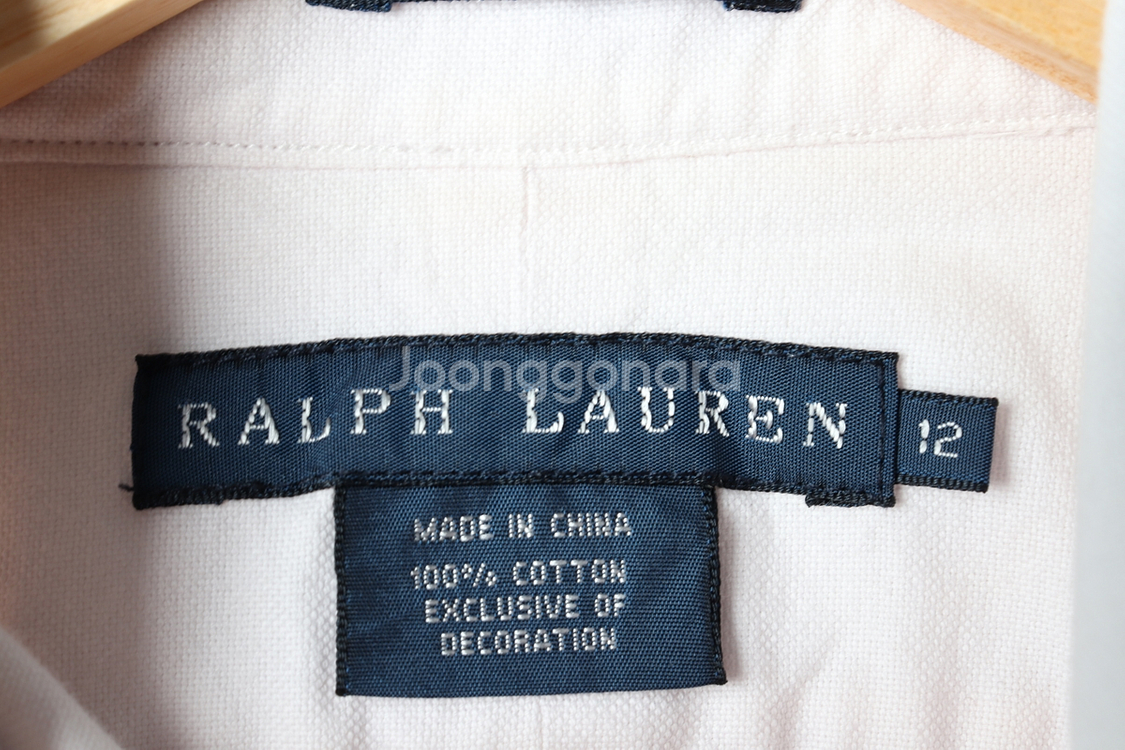 Joonggonara
RALPH LAUREN
12
MADE IN CHINA
100% COTTON
EXCLUSIVE OF
DECORATION